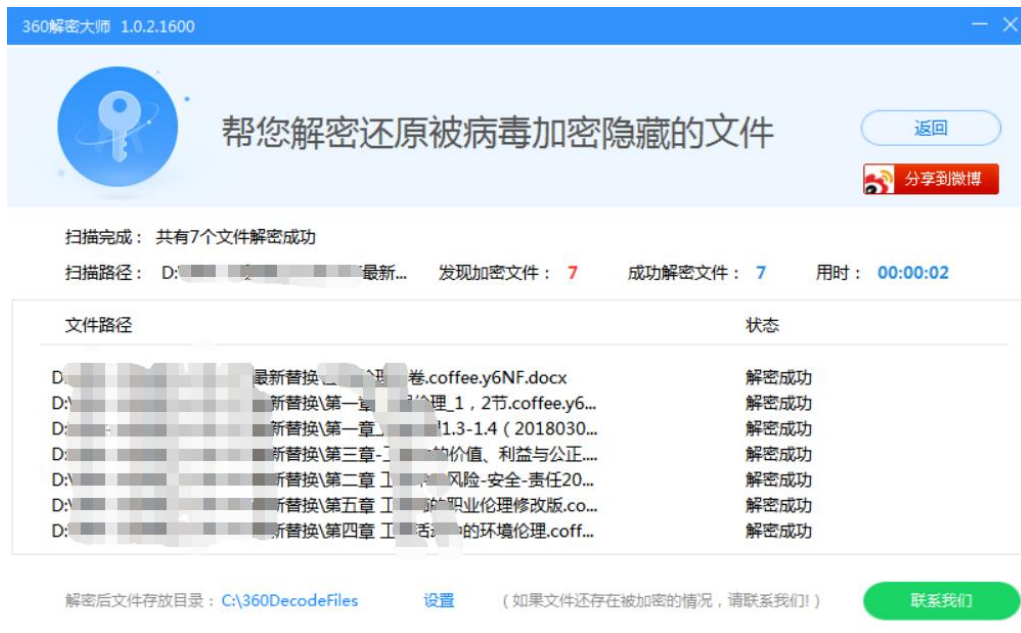 360解密大师 1.0.2.1600
帮您解密还原被病毒加密隐藏的文件
返回
分享到微博
扫描完成: 共有7个文件解密成功
扫描路径: D:\ 最新... 发现加密文件: 7 成功解密文件: 7 用时: 00:00:02
文件路径 状态
D: 最新替换\ 卷.coffee.y6NF.docx 解密成功
D:\ 新替换\第一章 伦理_1,2节.coffee.y6... 解密成功
D: 新替换\第一章 1.3-1.4(2018030... 解密成功
D: 新替换\第三章-工 的价值、利益与公正.... 解密成功
D:\ 新替换\第二章 工 风险-安全-责任20... 解密成功
D:\ 新替换\第五章 工 的职业伦理修改版.co... 解密成功
D: 新替换\第四章 工 活动中的环境伦理.coff... 解密成功
解密后文件存放目录: C:\360DecodeFiles 设置 (如果文件还存在被加密的情况,请联系我们!) 联系我们